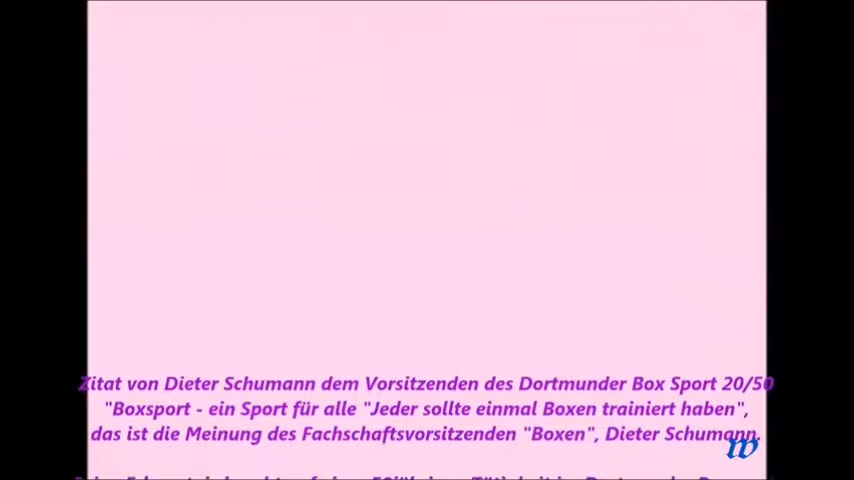 Zitat von Dieter Schumann dem Vorsitzenden des Dortmunder Box Sport 20/50
"Boxsport - ein Sport für alle "Jeder sollte einmal Boxen trainiert haben",
das ist die Meinung des Fachschaftsvorsitzenden "Boxen", Dieter Schumann.
w